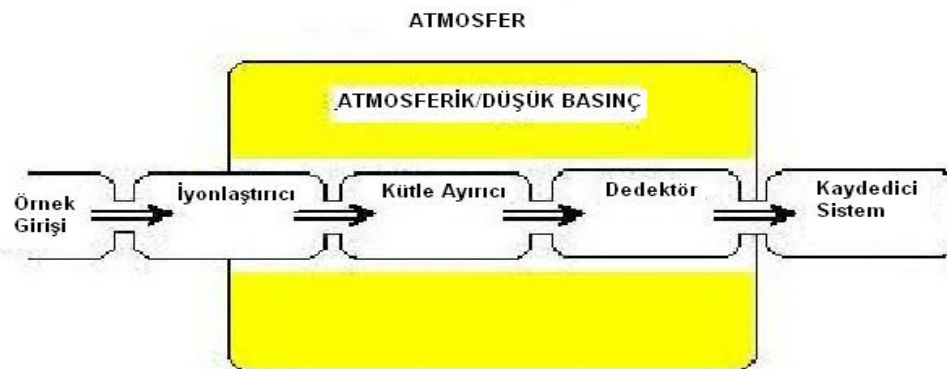 ATMOSFER
ATMOSFERİK/DÜŞÜK BASINÇ
Örnek
Girişi
İyonlaştırıcı
Kütle Ayırıcı
Dedektör
Kaydedici
Sistem